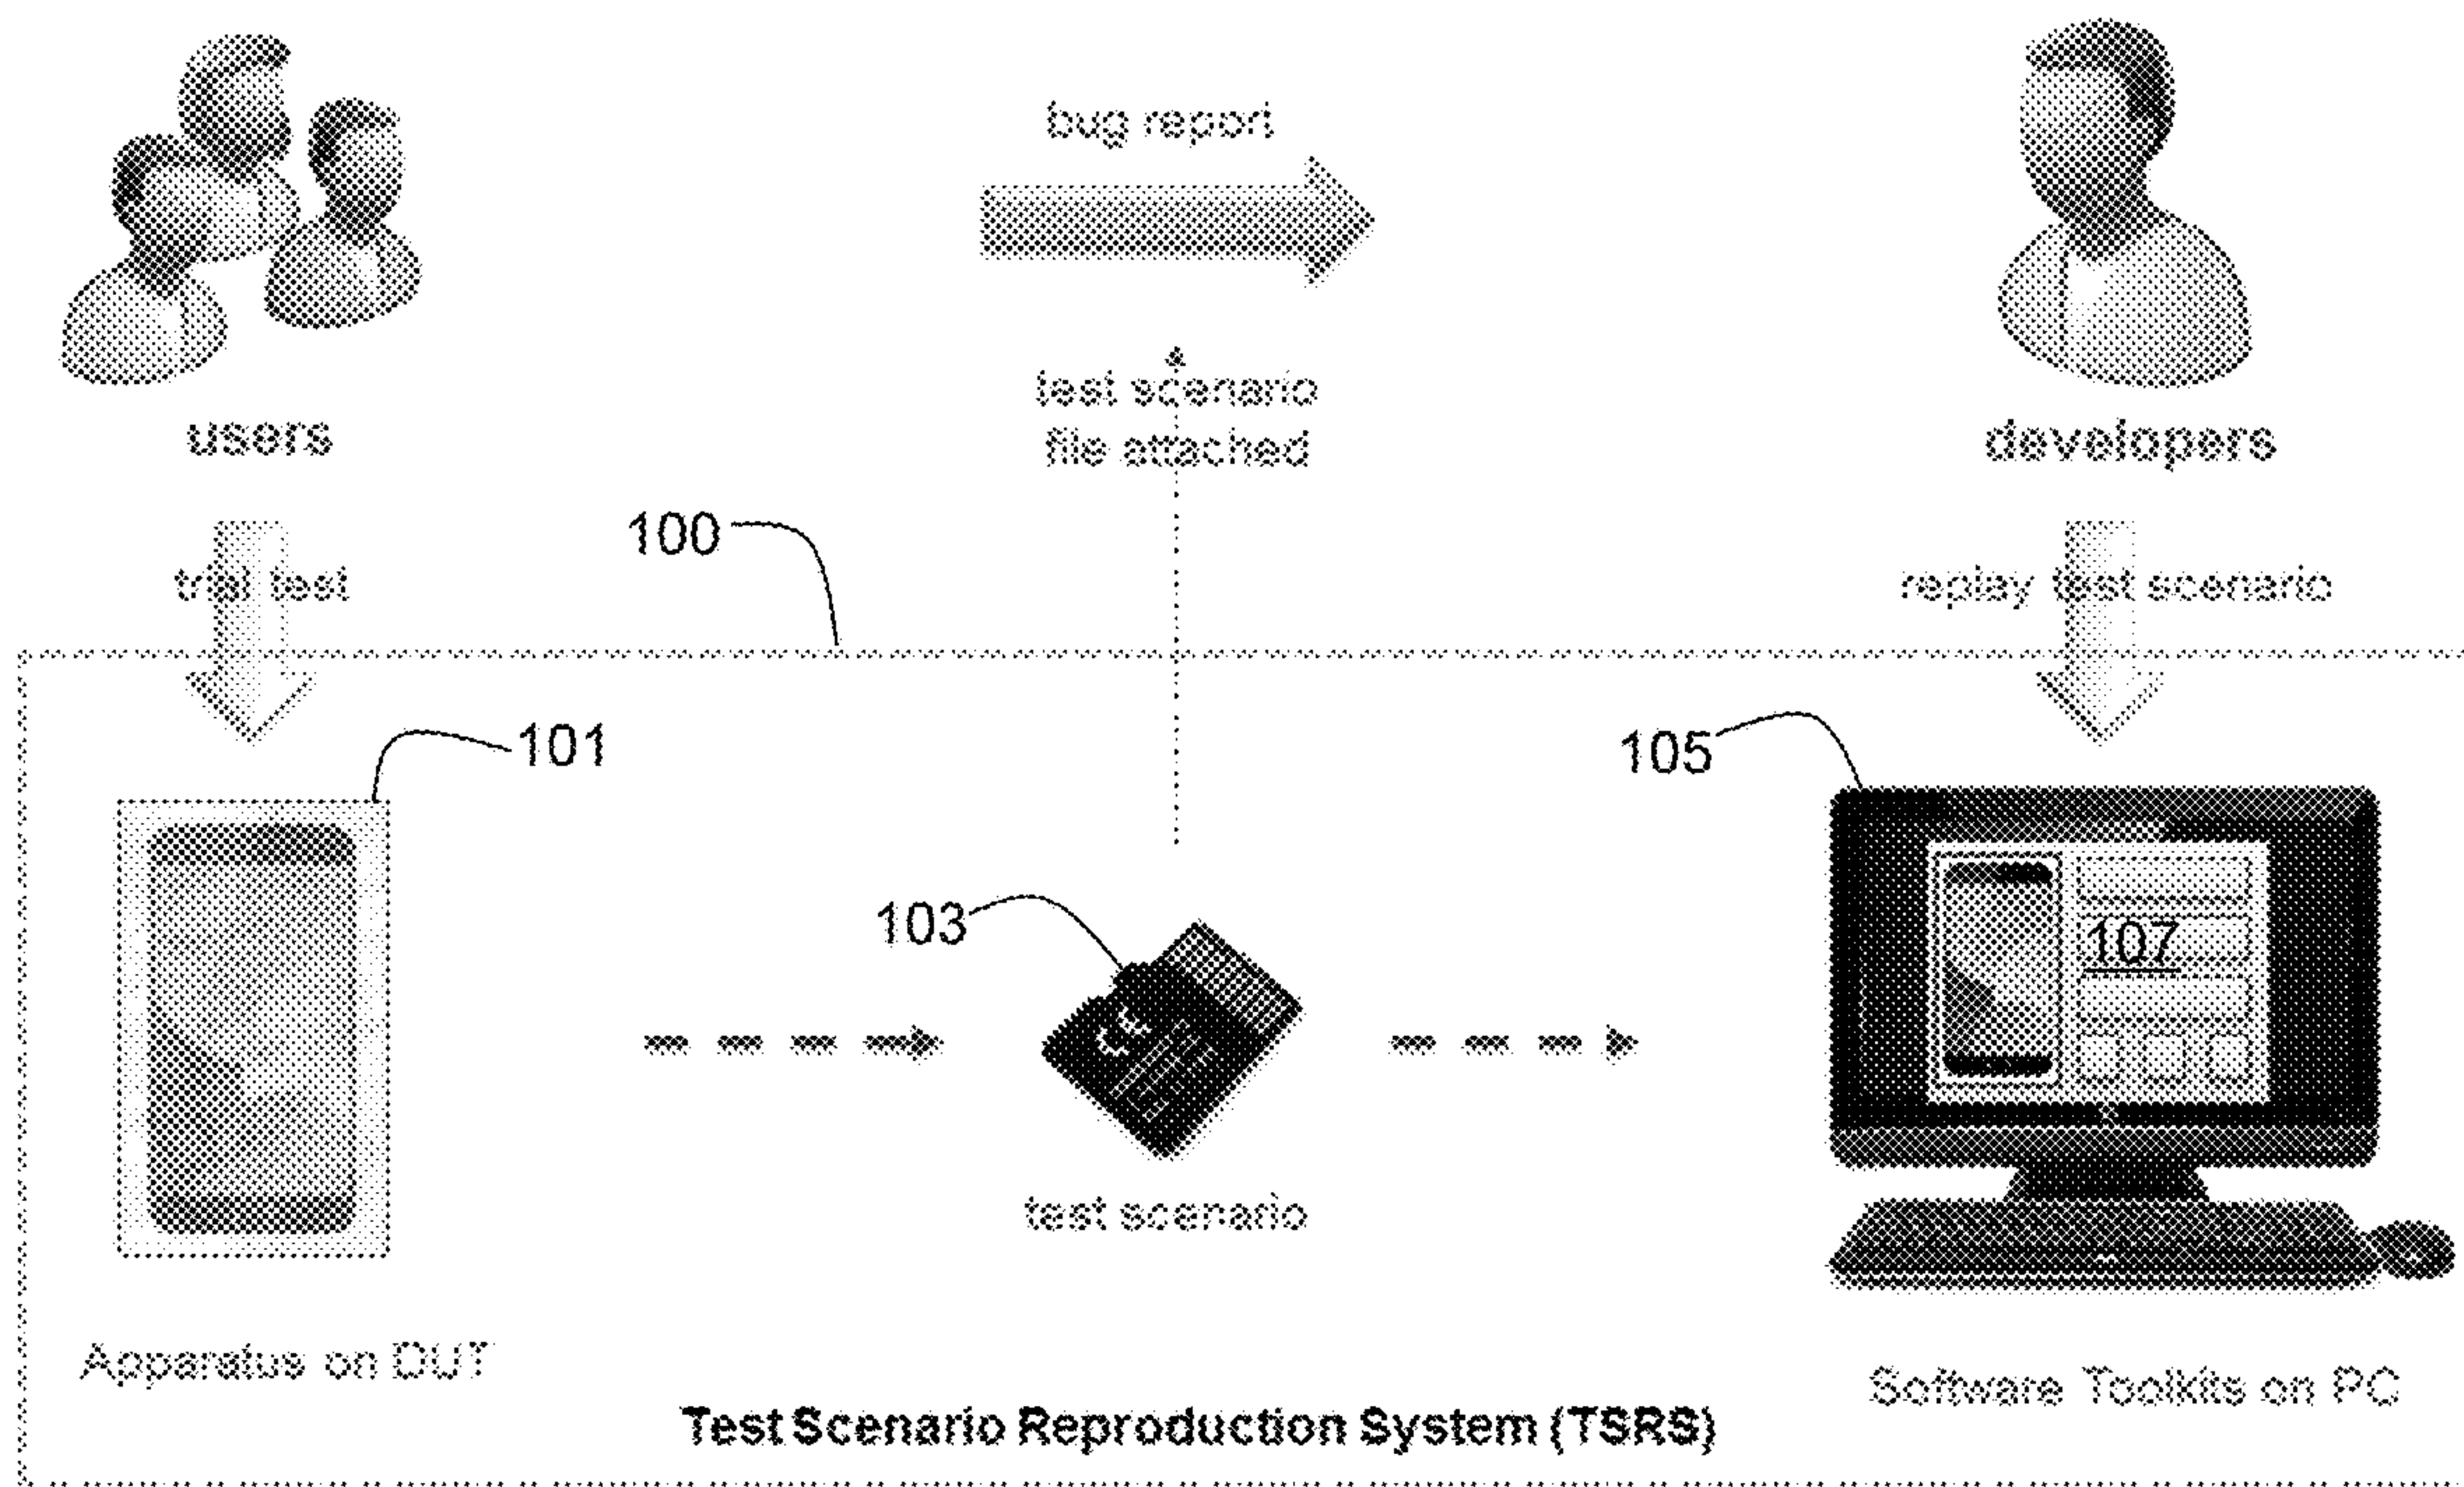 bug report
test scenario
file attached
users
developers
100
trial test
replay test scenario
101
105
103
107
test scenario
Apparatus on DUT
Software Toolkits on PC
Test Scenario Reproduction System (TSRS)